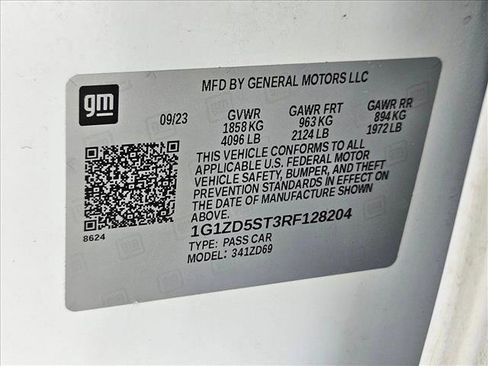 MFD BY GENERAL MOTORS LLC
gm
09/23 GVWR GAWR FRT GAWR RR
1858 KG 963 KG 894 KG
4096 LB 2124 LB 1972 LB
THIS VEHICLE CONFORMS TO ALL
APPLICABLE U.S. FEDERAL MOTOR
VEHICLE SAFETY, BUMPER, AND THEFT
PREVENTION STANDARDS IN EFFECT ON
THE DATE OF MANUFACTURE SHOWN
ABOVE.
8624
1G1ZD5ST3RF128204
TYPE: PASS CAR
MODEL: 341ZD69